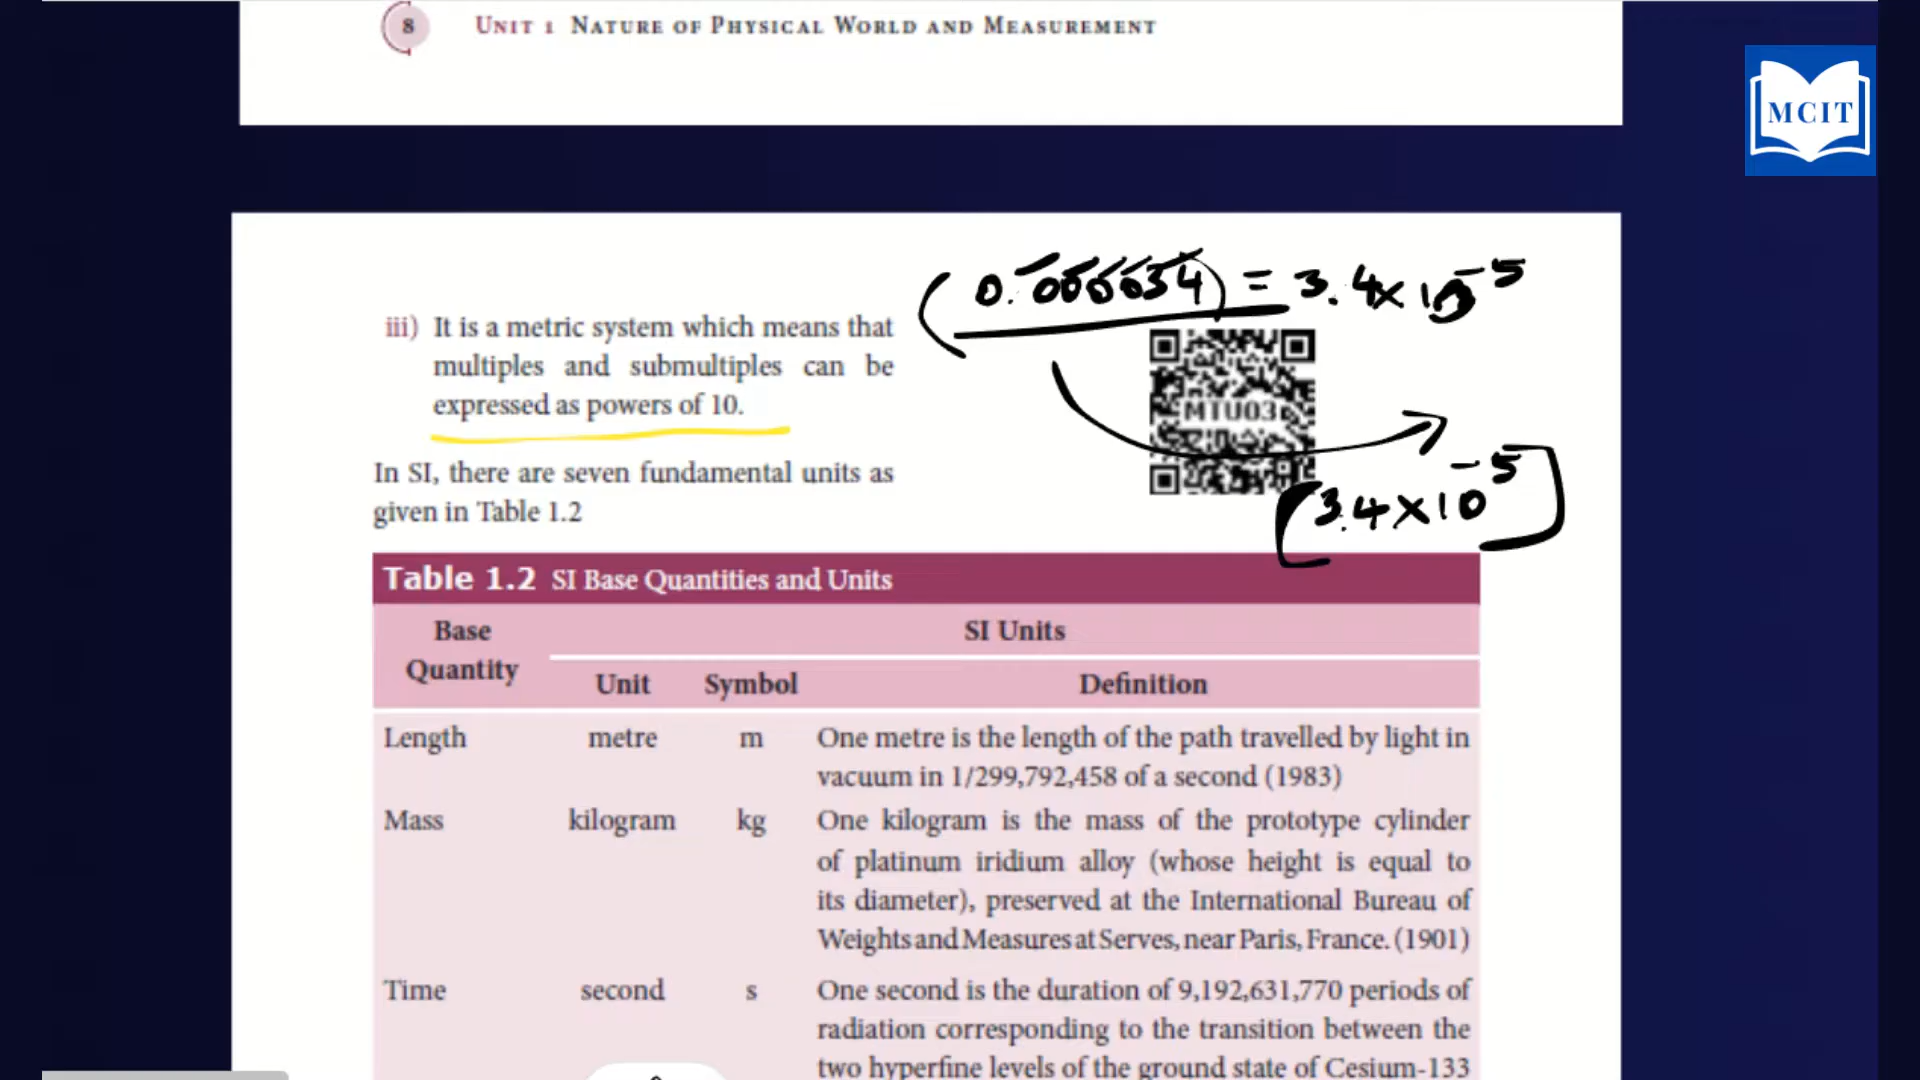 8 UNIT 1 NATURE OF PHYSICAL WORLD AND MEASUREMENT
MCIT
0.000034 = 3.4×10⁻⁵
iii) It is a metric system which means that
multiples and submultiples can be
expressed as powers of 10.
MTU03
In SI, there are seven fundamental units as
given in Table 1.2
3.4×10⁻⁵
Table 1.2 SI Base Quantities and Units
Base Quantity SI Units
Unit Symbol Definition
Length metre m One metre is the length of the path travelled by light in
vacuum in 1/299,792,458 of a second (1983)
Mass kilogram kg One kilogram is the mass of the prototype cylinder
of platinum iridium alloy (whose height is equal to
its diameter), preserved at the International Bureau of
Weights and Measures at Serves, near Paris, France. (1901)
Time second s One second is the duration of 9,192,631,770 periods of
radiation corresponding to the transition between the
two hyperfine levels of the ground state of Cesium-133